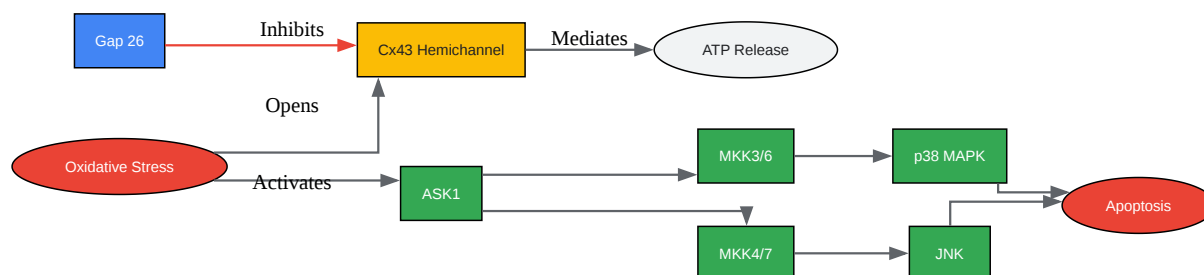 Gap 26
Inhibits
Cx43 Hemichannel
Mediates
ATP Release
Opens
Oxidative Stress
Activates
ASK1
MKK3/6
p38 MAPK
MKK4/7
JNK
Apoptosis